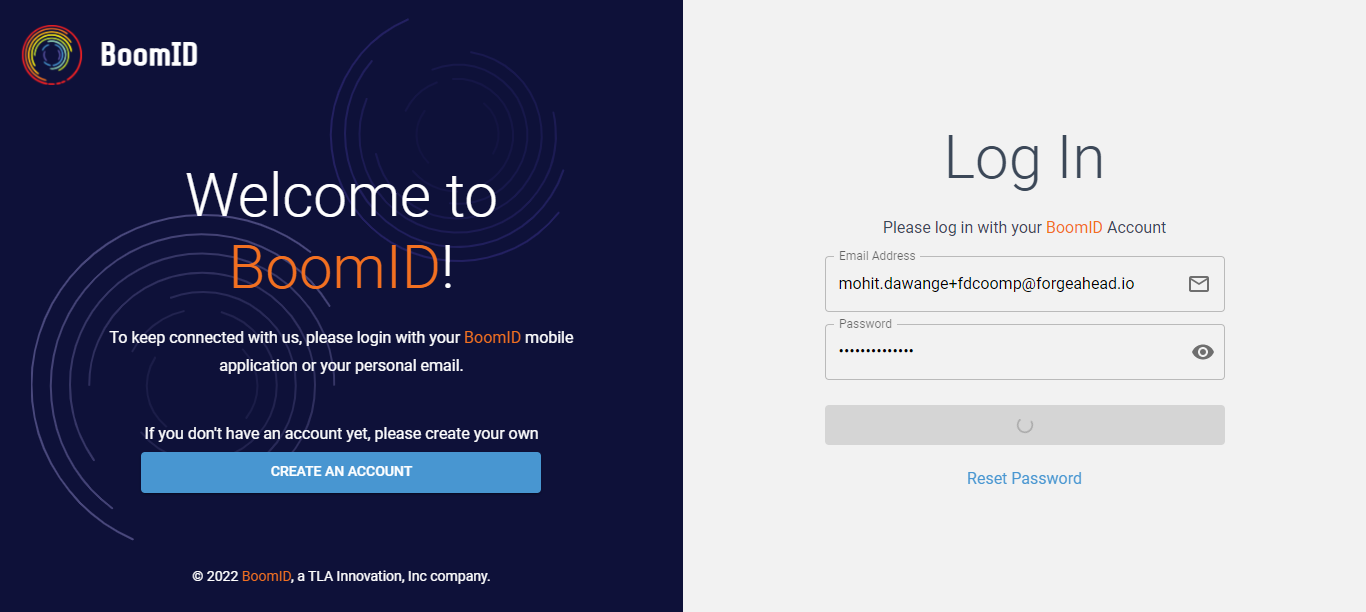 BoomID
Welcome to
BoomID!
To keep connected with us, please login with your BoomID mobile
application or your personal email.
If you don't have an account yet, please create your own
CREATE AN ACCOUNT
© 2022 BoomID, a TLA Innovation, Inc company.
Log In
Please log in with your BoomID Account
Email Address
mohit.dawange+fdcoomp@forgeahead.io
Password
••••••••••••••
Reset Password